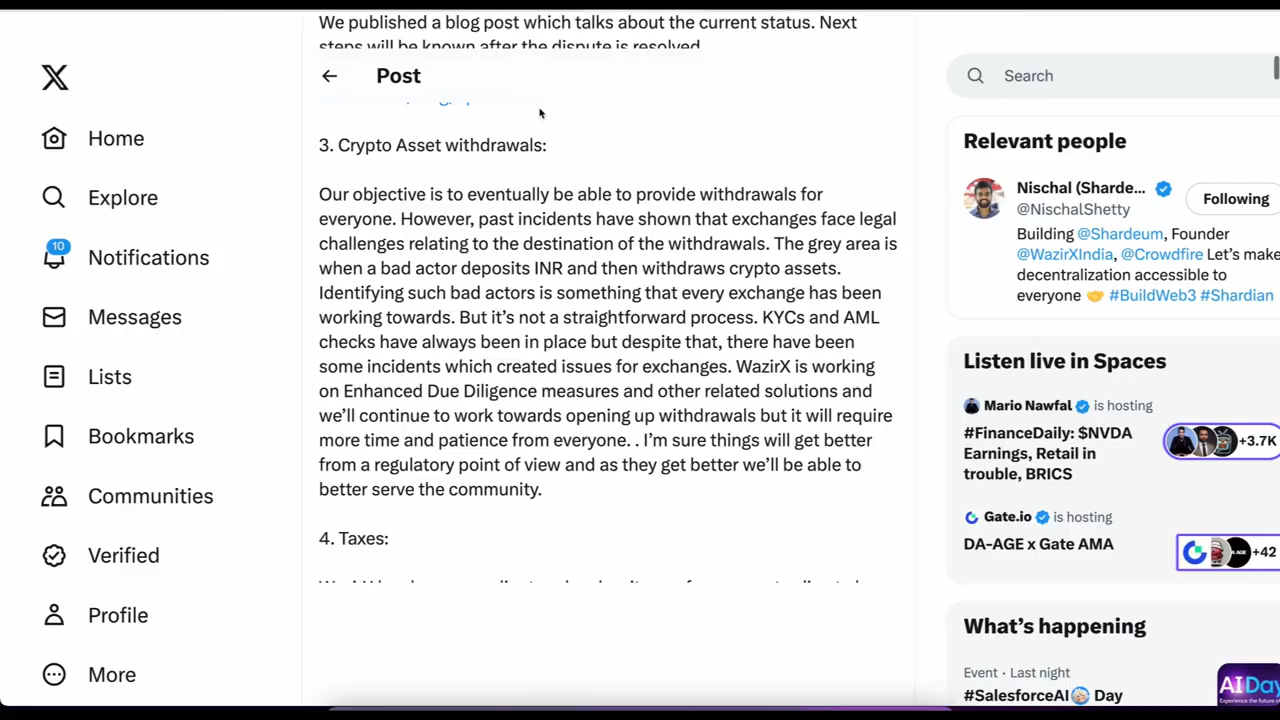 We published a blog post which talks about the current status. Next
steps will be known after the dispute is resolved
Post
3. Crypto Asset withdrawals:
Our objective is to eventually be able to provide withdrawals for
everyone. However, past incidents have shown that exchanges face legal
challenges relating to the destination of the withdrawals. The grey area is
when a bad actor deposits INR and then withdraws crypto assets.
Identifying such bad actors is something that every exchange has been
working towards. But it's not a straightforward process. KYCs and AML
checks have always been in place but despite that, there have been
some incidents which created issues for exchanges. WazirX is working
on Enhanced Due Diligence measures and other related solutions and
we'll continue to work towards opening up withdrawals but it will require
more time and patience from everyone. . I'm sure things will get better
from a regulatory point of view and as they get better we'll be able to
better serve the community.
4. Taxes:
X
Home
Explore
10
Notifications
Messages
Lists
Bookmarks
Communities
Verified
Profile
More
Search
Relevant people
Nischal (Sharde...
@NischalShetty
Following
Building @Shardeum, Founder
@WazirXIndia, @Crowdfire Let's make
decentralization accessible to
everyone 🤝 #BuildWeb3 #Shardian
Listen live in Spaces
Mario Nawfal is hosting
#FinanceDaily: $NVDA
Earnings, Retail in
trouble, BRICS
+3.7K
Gate.io is hosting
DA-AGE x Gate AMA
+42
What's happening
Event · Last night
#SalesforceAI Day
AI Day